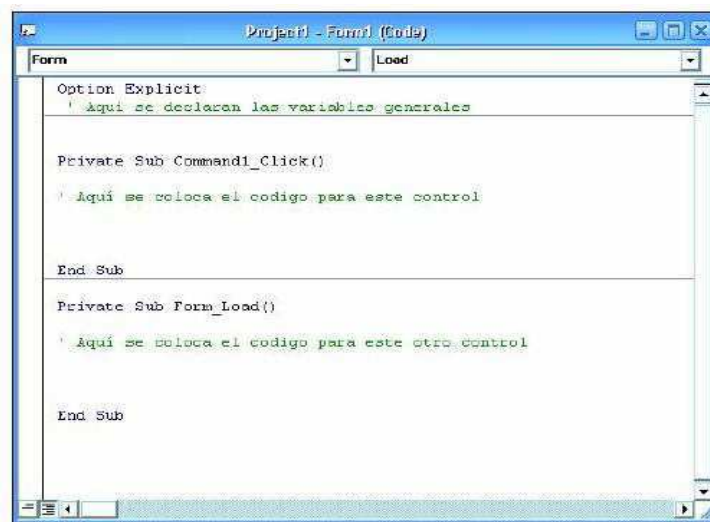 Project1 - Form1 (Code)
Form Load
Option Explicit
' Aqui se declaran las variables generales
Private Sub Command1_Click()
' Aquí se coloca el codigo para este control
End Sub
Private Sub Form_Load()
' Aquí se coloca el codigo para este otro control
End Sub